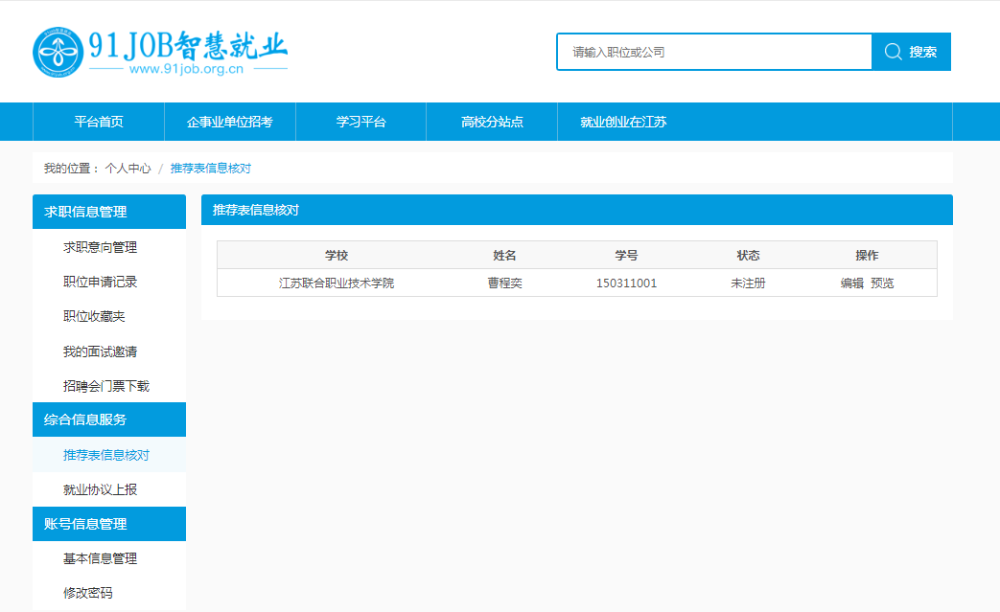 91JOB智慧就业
www.91job.org.cn
请输入职位或公司
搜索
平台首页 企事业单位招考 学习平台 高校分站点 就业创业在江苏
我的位置： 个人中心 / 推荐表信息核对
求职信息管理
求职意向管理
职位申请记录
职位收藏夹
我的面试邀请
招聘会门票下载
综合信息服务
推荐表信息核对
就业协议上报
账号信息管理
基本信息管理
修改密码
推荐表信息核对
学校 姓名 学号 状态 操作
江苏联合职业技术学院 曹程奕 150311001 未注册 编辑 预览